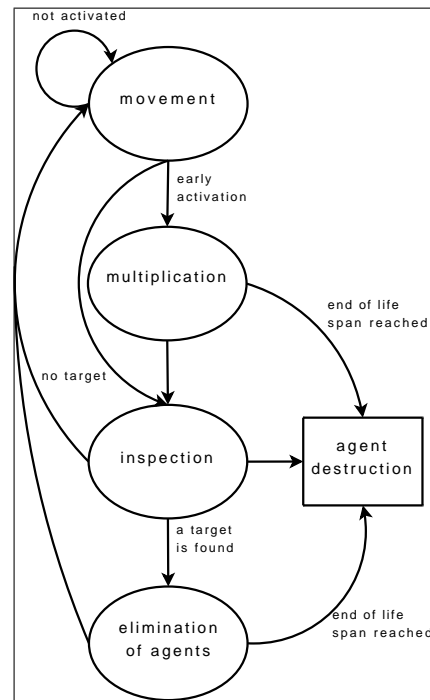 not activated
movement
early
activation
multiplication
end of life
span reached
no target
inspection
agent
destruction
a target
is found
elimination
of agents
end of life
span reached